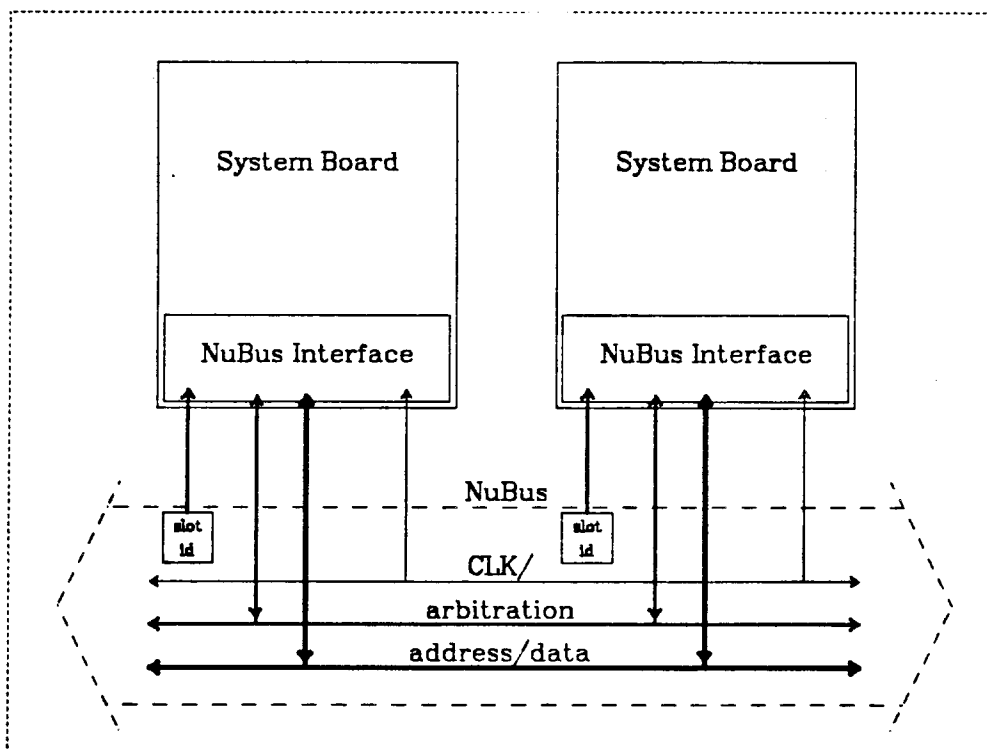 System Board
System Board
NuBus Interface
NuBus Interface
NuBus
slot
id
slot
id
CLK/
arbitration
address/data